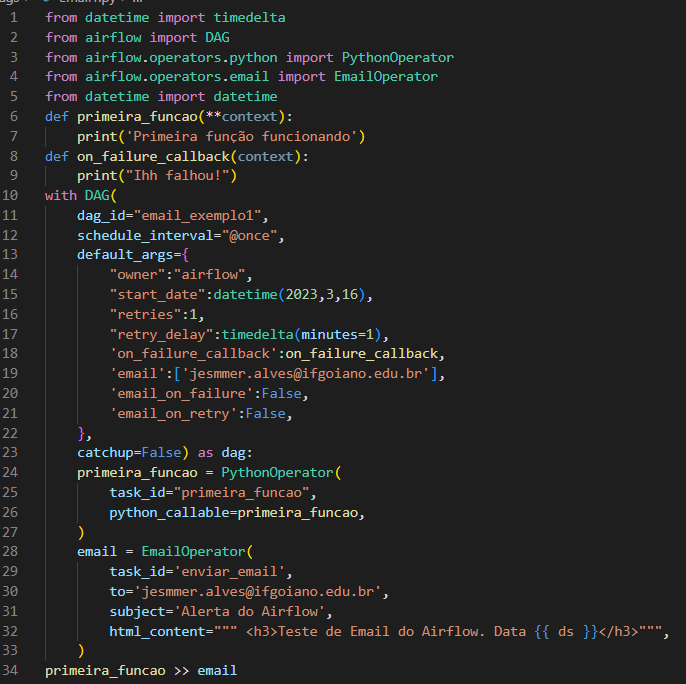 1 from datetime import timedelta
2 from airflow import DAG
3 from airflow.operators.python import PythonOperator
4 from airflow.operators.email import EmailOperator
5 from datetime import datetime
6 def primeira_funcao(**context):
7     print('Primeira função funcionando')
8 def on_failure_callback(context):
9     print("Ihh falhou!")
10 with DAG(
11     dag_id="email_exemplo1",
12     schedule_interval="@once",
13     default_args={
14         "owner":"airflow",
15         "start_date":datetime(2023,3,16),
16         "retries":1,
17         "retry_delay":timedelta(minutes=1),
18         'on_failure_callback':on_failure_callback,
19         'email':['jesmmer.alves@ifgoiano.edu.br'],
20         'email_on_failure':False,
21         'email_on_retry':False,
22     },
23     catchup=False) as dag:
24     primeira_funcao = PythonOperator(
25         task_id="primeira_funcao",
26         python_callable=primeira_funcao,
27     )
28     email = EmailOperator(
29         task_id='enviar_email',
30         to='jesmmer.alves@ifgoiano.edu.br',
31         subject='Alerta do Airflow',
32         html_content=""" <h3>Teste de Email do Airflow. Data {{ ds }}</h3>""",
33     )
34 primeira_funcao >> email